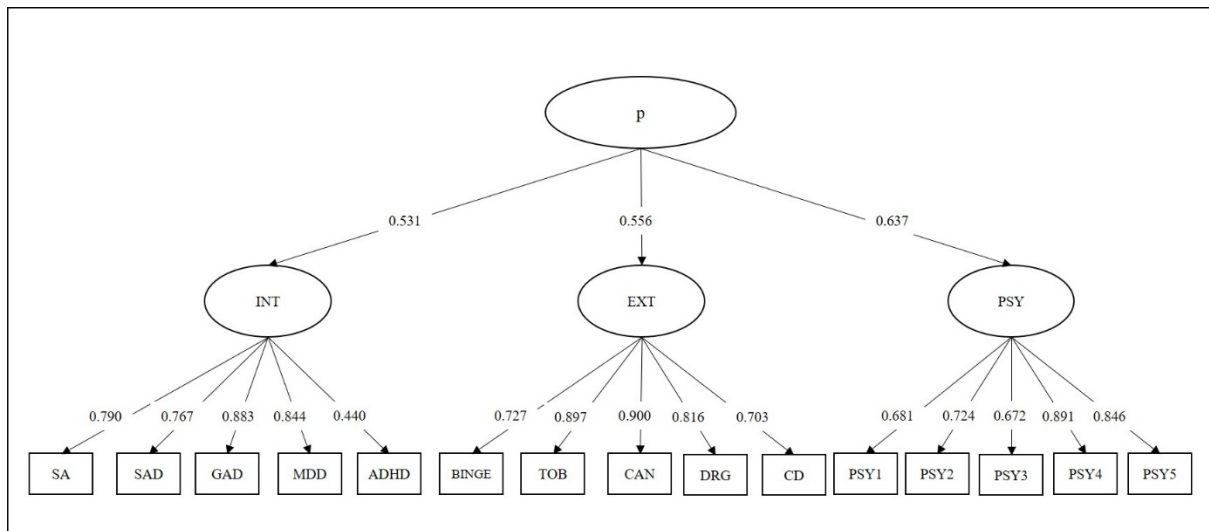 p
0.531 0.556 0.637
INT EXT PSY
0.790 0.767 0.883 0.844 0.440 0.727 0.897 0.900 0.816 0.703 0.681 0.724 0.672 0.891 0.846
SA SAD GAD MDD ADHD BINGE TOB CAN DRG CD PSY1 PSY2 PSY3 PSY4 PSY5